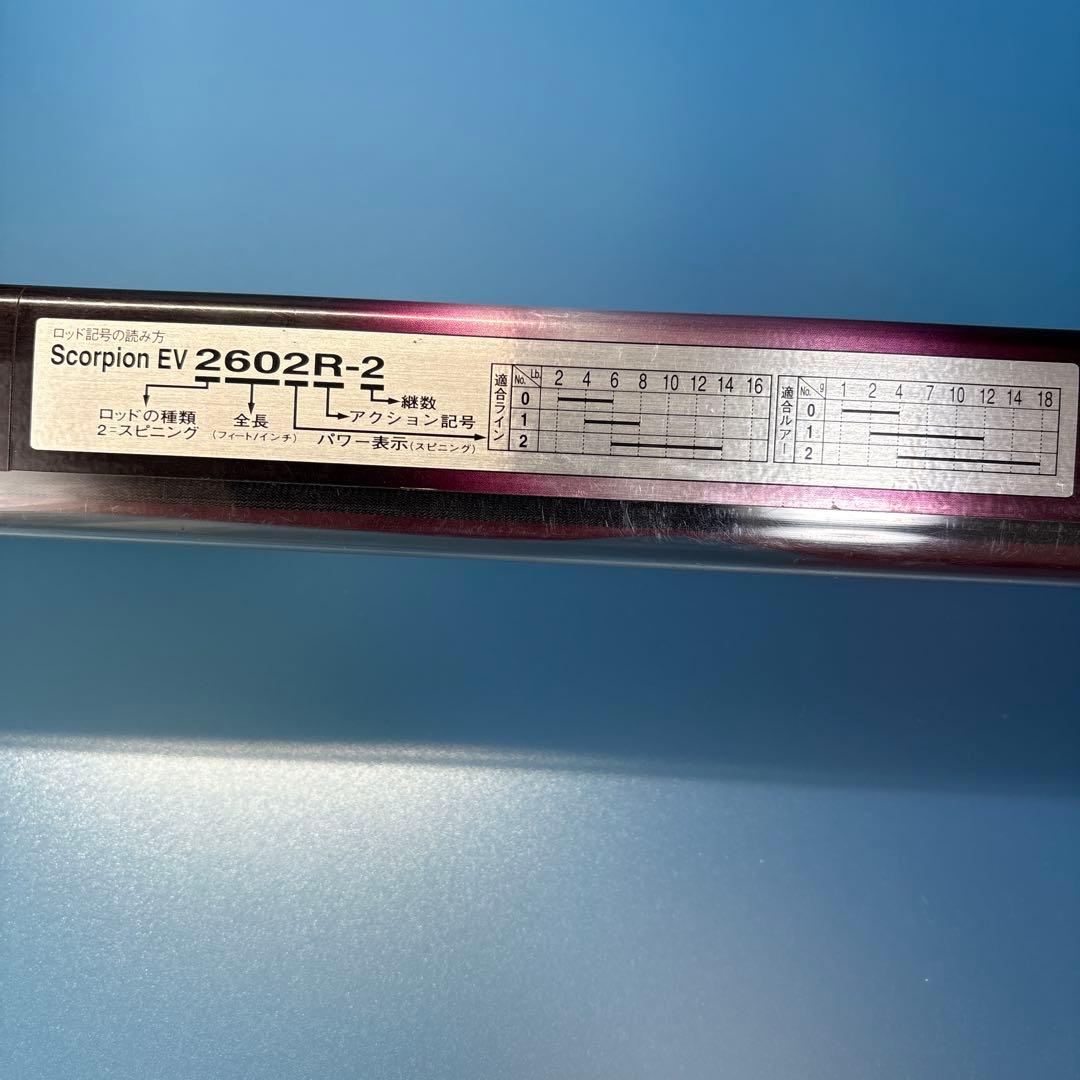 ロッド記号の読み方
Scorpion EV 2602R-2
継数
アクション記号
パワー表示(スピニング)
全長
(フィート/インチ)
ロッドの種類
2=スピニング
適合ライン
No. Lb. 2 4 6 8 10 12 14 16
0
1
2
適合ルアー
No. g 1 2 4 7 10 12 14 18
0
1
2